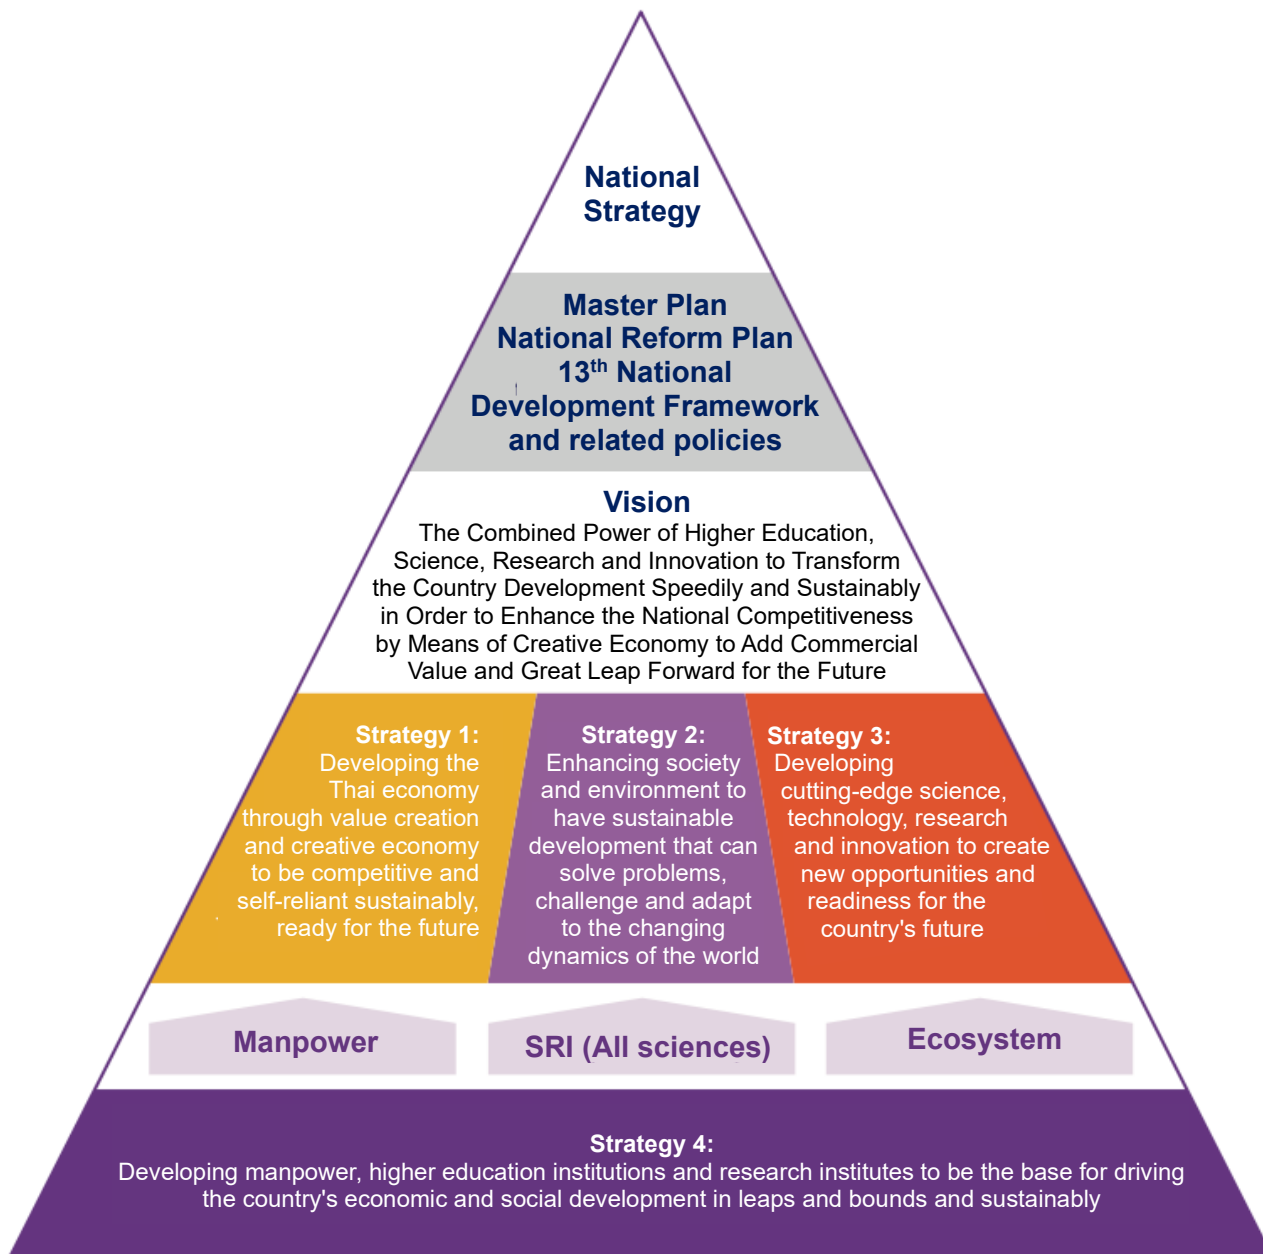 National
Strategy
Master Plan
National Reform Plan
13th National
Development Framework
and related policies
Vision
The Combined Power of Higher Education,
Science, Research and Innovation to Transform
the Country Development Speedily and Sustainably
in Order to Enhance the National Competitiveness
by Means of Creative Economy to Add Commercial
Value and Great Leap Forward for the Future
Strategy 1:
Developing the
Thai economy
through value creation
and creative economy
to be competitive and
self-reliant sustainably,
ready for the future
Strategy 2:
Enhancing society
and environment to
have sustainable
development that can
solve problems,
challenge and adapt
to the changing
dynamics of the world
Strategy 3:
Developing
cutting-edge science,
technology, research
and innovation to create
new opportunities and
readiness for the
country's future
Manpower
SRI (All sciences)
Ecosystem
Strategy 4:
Developing manpower, higher education institutions and research institutes to be the base for driving
the country's economic and social development in leaps and bounds and sustainably